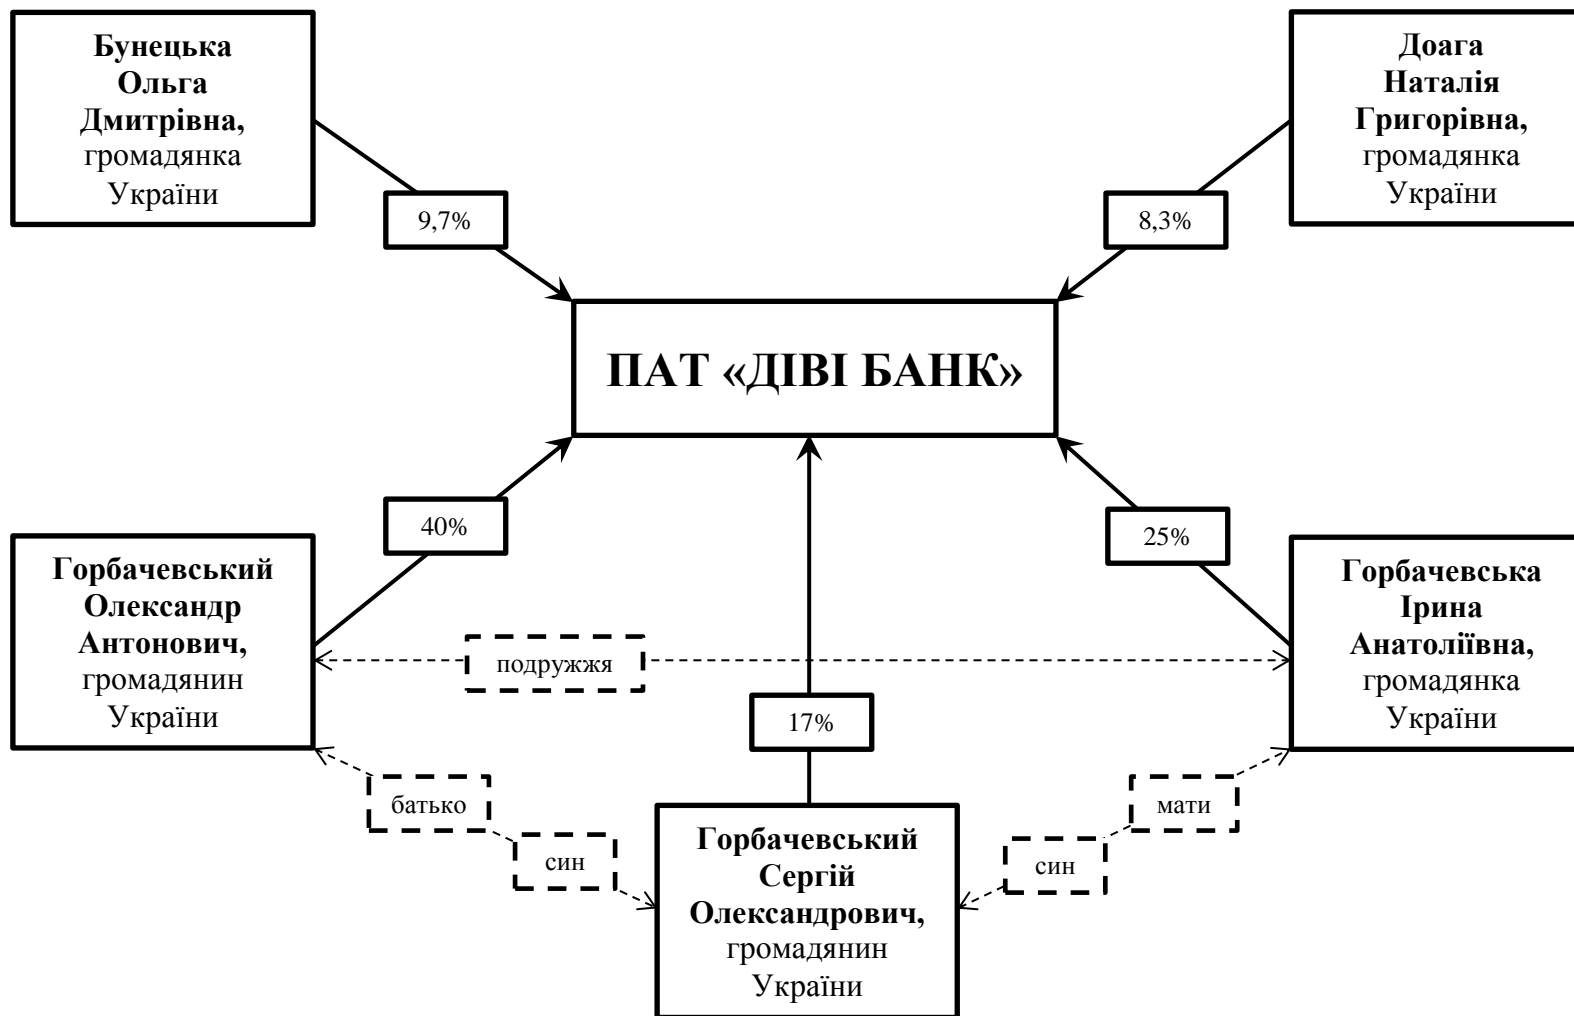 Бунецька
Ольга
Дмитрівна,
громадянка
України
Доага
Наталія
Григорівна,
громадянка
України
9,7%
8,3%
ПАТ «ДІВІ БАНК»
40%
25%
Горбачевський
Олександр
Антонович,
громадянин
України
Горбачевська
Ірина
Анатоліївна,
громадянка
України
подружжя
17%
батько
син
мати
син
Горбачевський
Сергій
Олександрович,
громадянин
України